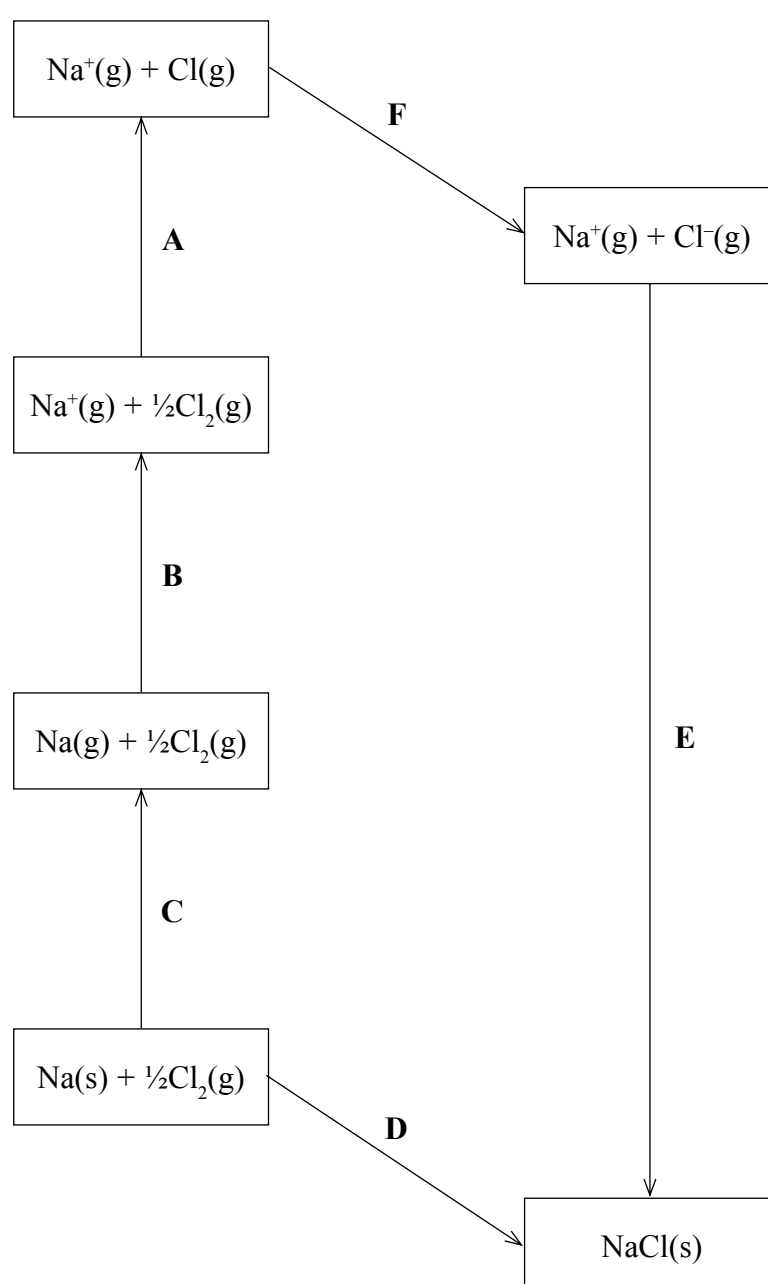 Na⁺(g) + Cl(g)
F
Na⁺(g) + Cl⁻(g)
A
Na⁺(g) + ½Cl₂(g)
B
Na(g) + ½Cl₂(g)
E
C
Na(s) + ½Cl₂(g)
D
NaCl(s)